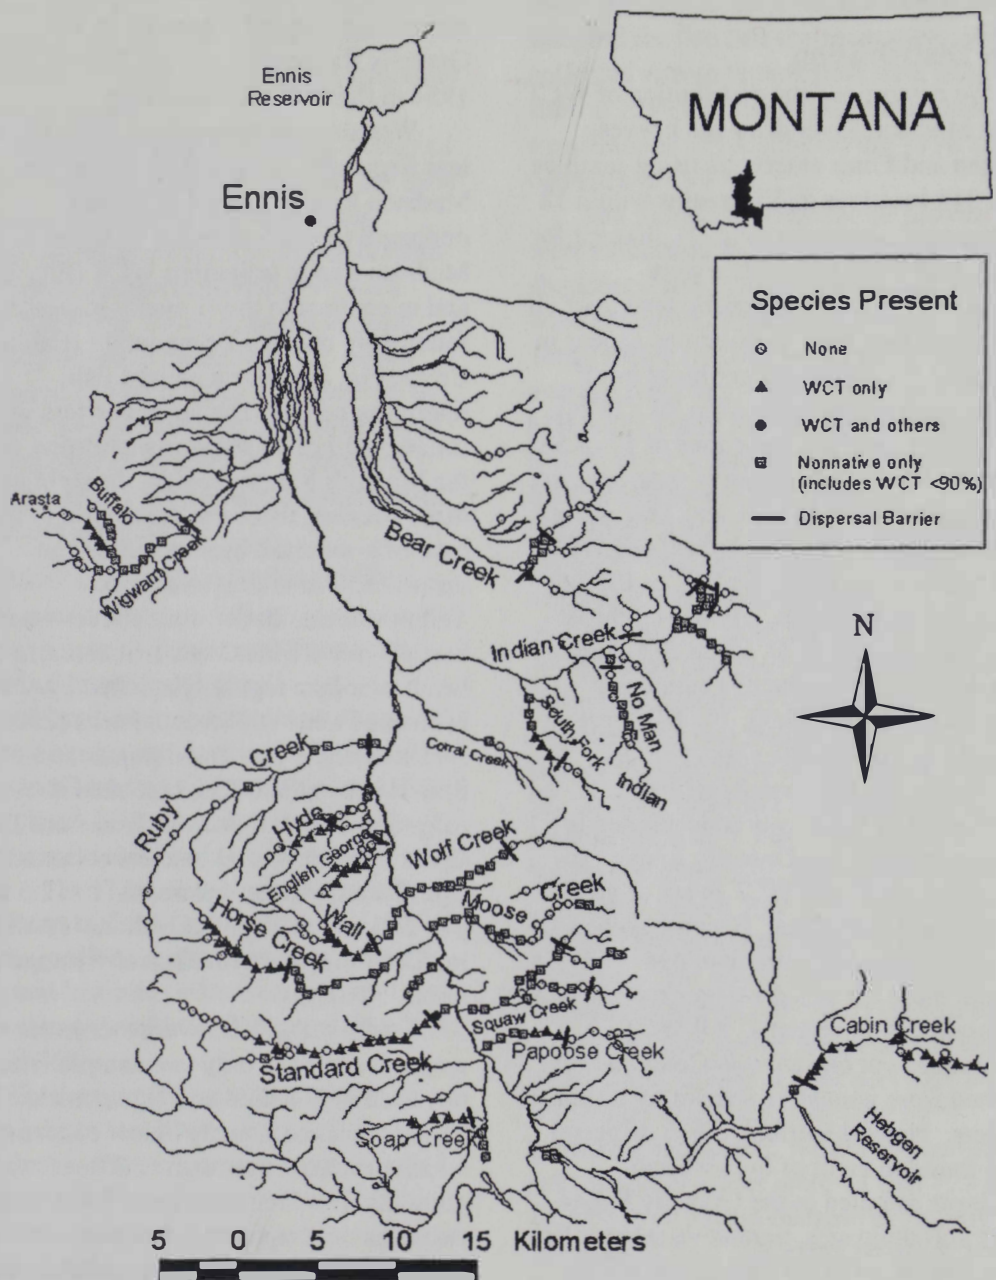 Ennis
Reservoir
MONTANA
Ennis
Species Present
None
WCT only
WCT and others
Nonnative only
(includes WCT <90%)
Dispersal Barrier
Arasta
Buffalo
Wigwam Creek
Bear Creek
N
Indian Creek
No Man
South Fork
Indian
Corral Creek
Ruby Creek
Hyde
English George
Wolf Creek
Moose Creek
Wall
Horse Creek
Squaw Creek
Papoose Creek
Cabin Creek
Standard Creek
Soap Creek
Hebgen
Reservoir
5 0 5 10 15 Kilometers